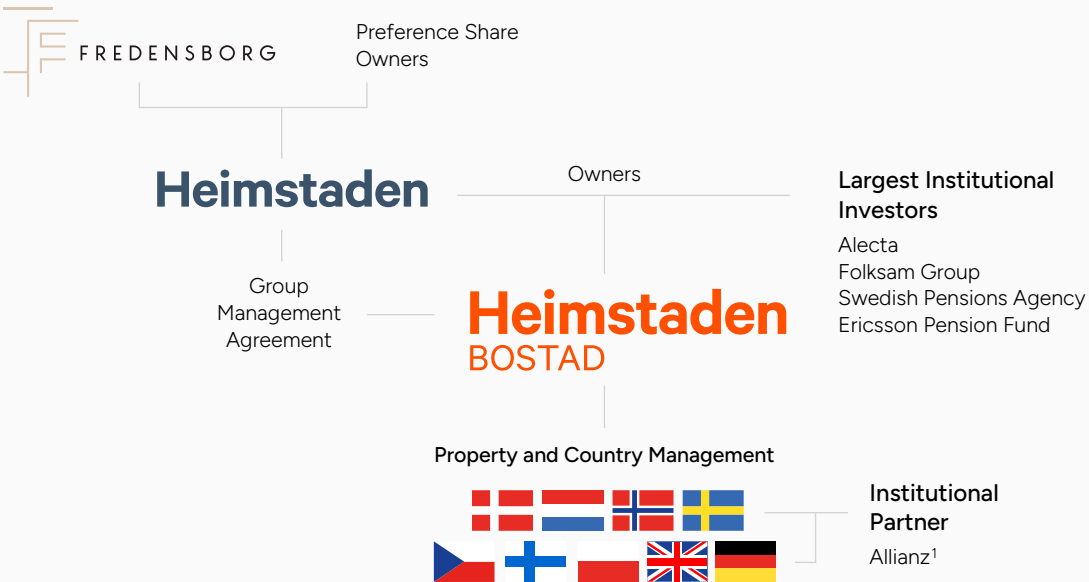 FREDENSBORG
Preference Share
Owners
Heimstaden
Owners
Largest Institutional
Investors
Alecta
Folksam Group
Swedish Pensions Agency
Ericsson Pension Fund
Group
Management
Agreement
Heimstaden
BOSTAD
Property and Country Management
Institutional
Partner
Allianz¹